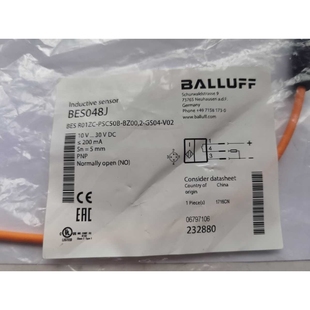 Inductive sensor
BES048J
BES R01ZC-PSC50B-BZ00,2-GS04-V02
10 V ... 30 V DC
≤ 200 mA
Sn = 5 mm
PNP
Normally open (NO)
CE
EAC
BALLUFF
Schurwaldstrasse 9
73765 Neuhausen a.d.F.
Germany
Phone +49 7158 173-0
www.balluff.com
Consider datasheet
Country of origin China
1 Piece(s)
06797106
232880